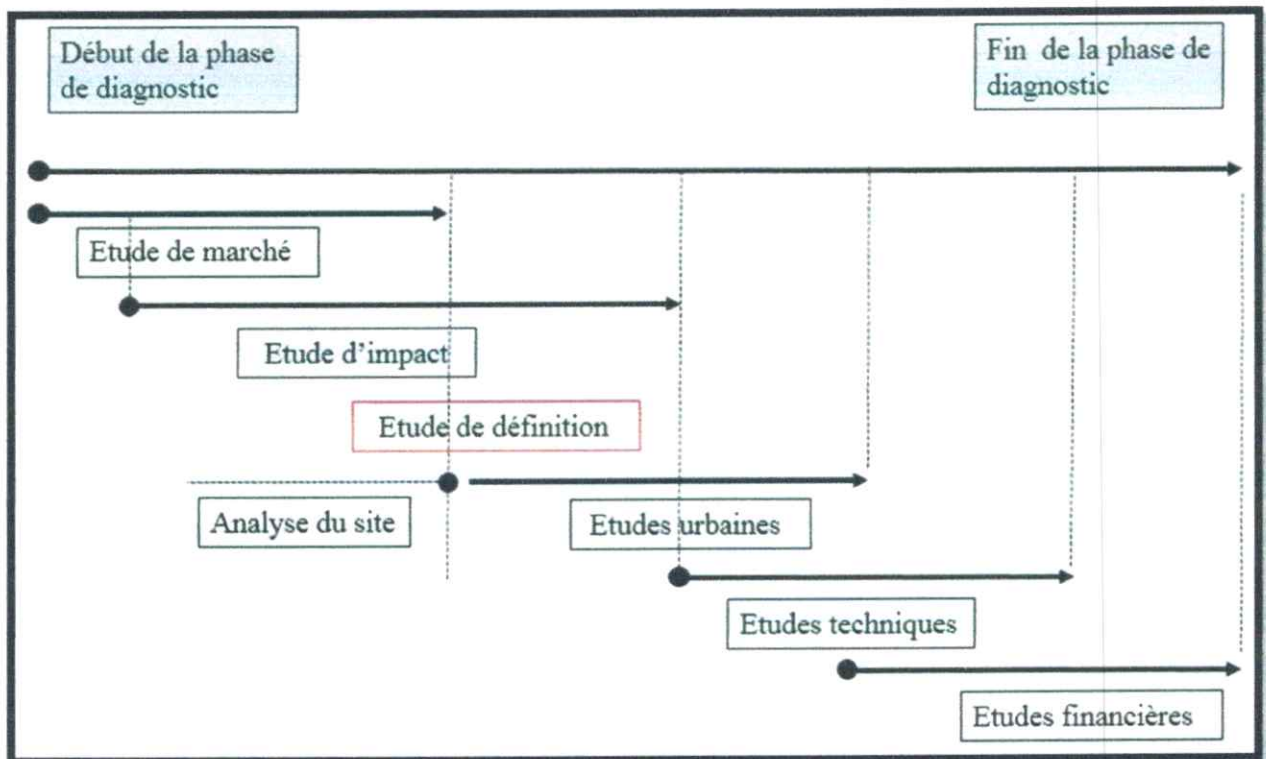 Début de la phase
de diagnostic
Fin de la phase de
diagnostic
Etude de marché
Etude d'impact
Etude de définition
Analyse du site
Etudes urbaines
Etudes techniques
Etudes financières